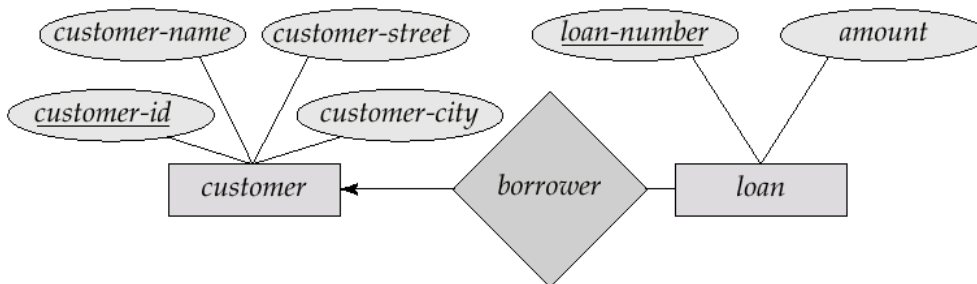 customer-name
customer-street
loan-number
amount
customer-id
customer-city
customer
borrower
loan